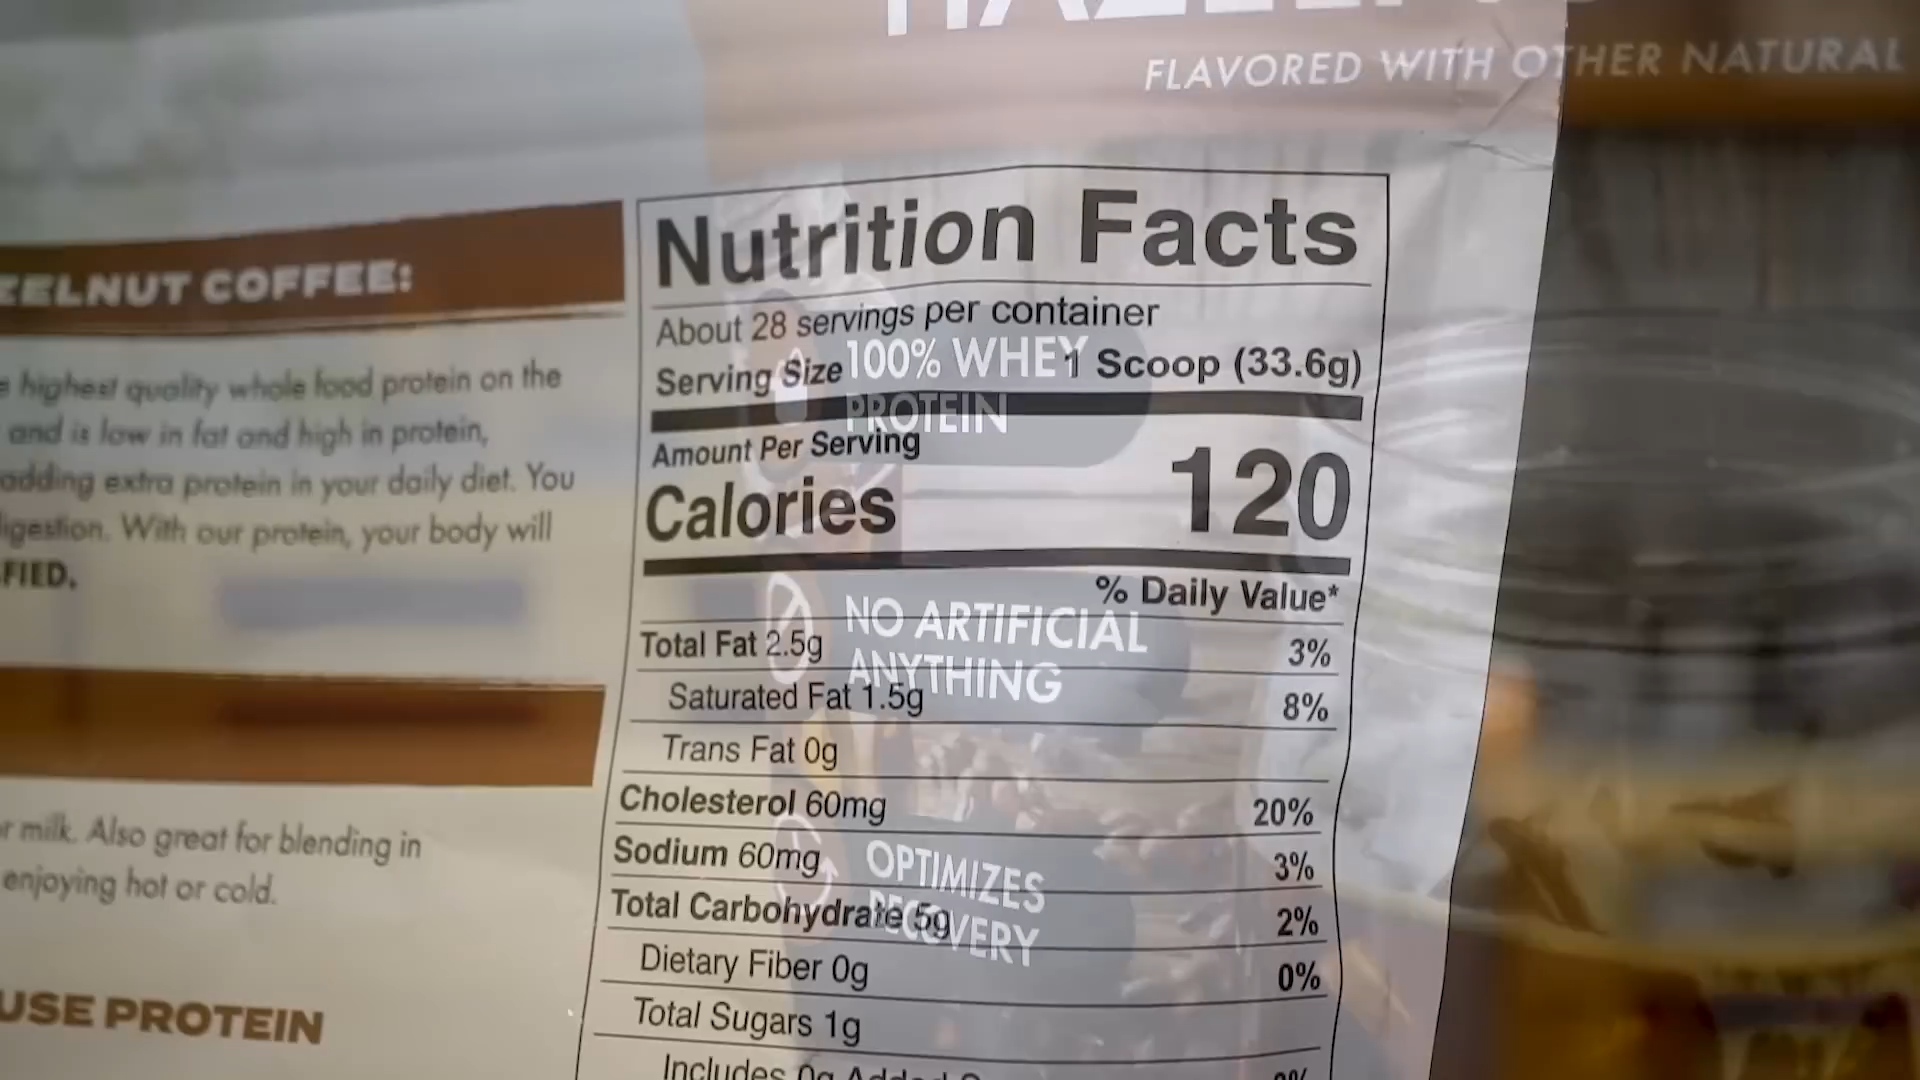 FLAVORED WITH OTHER NATURAL
ZELNUT COFFEE:
highest quality whole food protein on the
and is low in fat and high in protein,
adding extra protein in your daily diet. You
With our protein, your body will
FIED.
r milk. Also great for blending in
enjoying hot or cold.
USE PROTEIN
Nutrition Facts
About 28 servings per container
Serving Size 1 Scoop (33.6g)
Amount Per Serving
Calories 120
% Daily Value*
Total Fat 2.5g 3%
Saturated Fat 1.5g 8%
Trans Fat 0g
Cholesterol 60mg 20%
Sodium 60mg 3%
Total Carbohydrate 5g 2%
Dietary Fiber 0g 0%
Total Sugars 1g
Includes 0g
100% WHEY
PROTEIN
NO ARTIFICIAL
ANYTHING
OPTIMIZES
RECOVERY